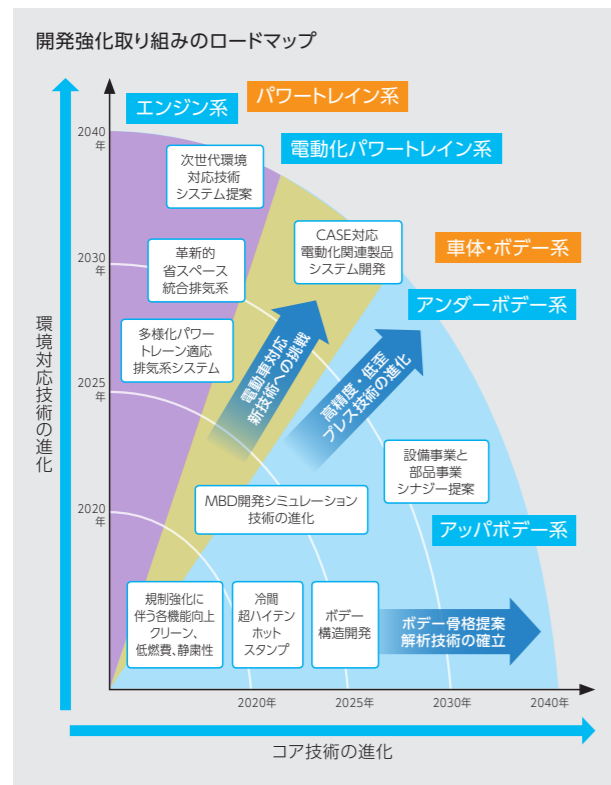 開発強化取り組みのロードマップ
エンジン系
パワートレイン系
電動化パワートレイン系
車体・ボデー系
アンダーボデー系
アッパボデー系
環境対応技術の進化
2040
年
2030
年
2025
年
2020
年
次世代環境
対応技術
システム提案
革新的
省スペース
統合排気系
多様化パワー
トレーン適応
排気系システム
CASE対応
電動化関連製品
システム開発
電動車対応
新技術への挑戦
高精度・低歪
プレス技術の進化
設備事業と
部品事業
シナジー提案
MBD開発シミュレーション
技術の進化
規制強化に
伴う各機能向上
クリーン、
低燃費、静粛性
冷間
超ハイテン
ホット
スタンプ
ボデー
構造開発
ボデー骨格提案
解析技術の確立
2020年
2025年
2030年
2040年
コア技術の進化